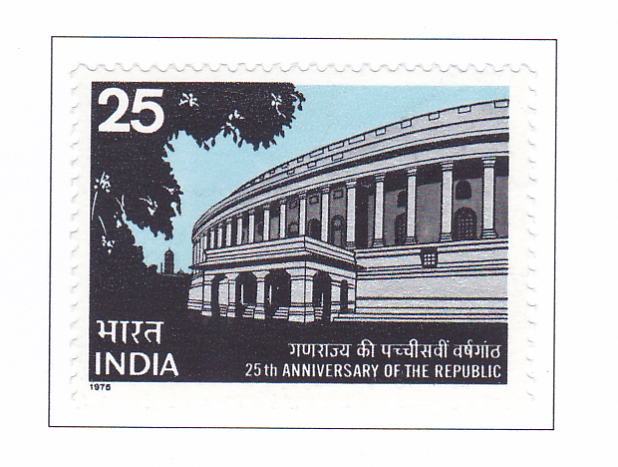 25
भारत
INDIA
गणराज्य की पच्चीसवीं वर्षगांठ
25th ANNIVERSARY OF THE REPUBLIC
1975